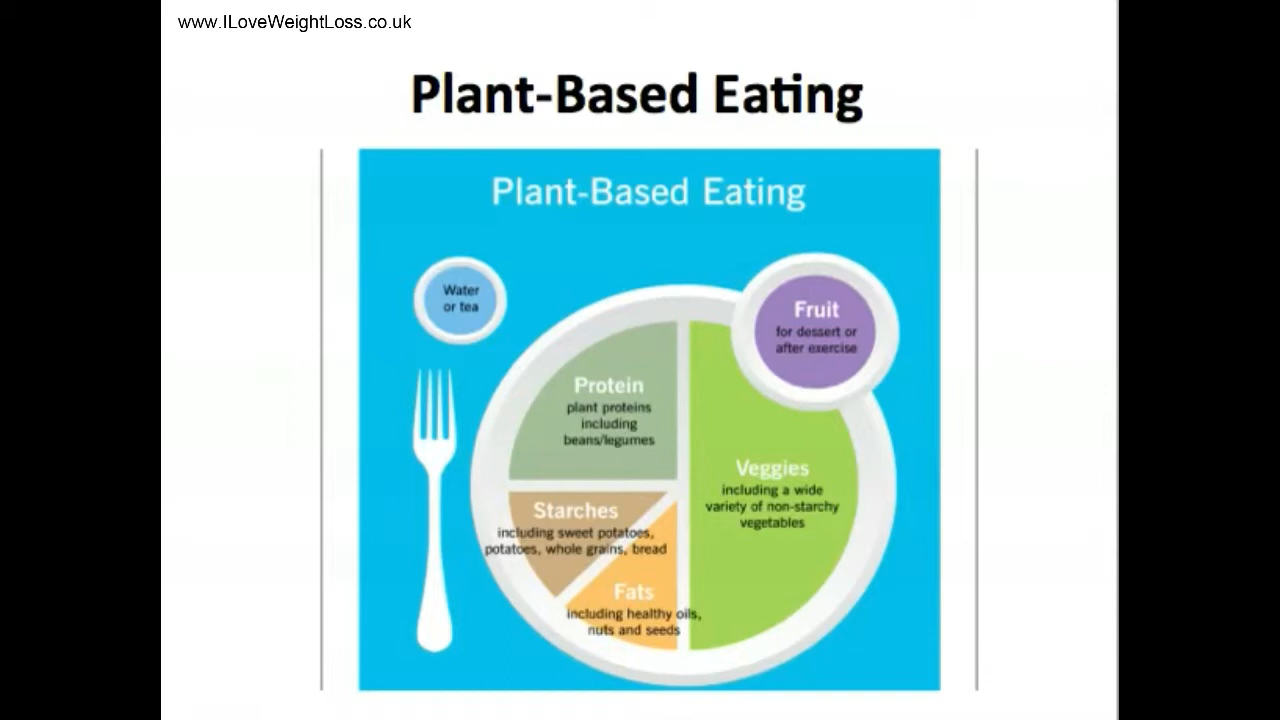 www.ILoveWeightLoss.co.uk
Plant-Based Eating
Plant-Based Eating
Water
or tea
Fruit
for dessert or
after exercise
Protein
plant proteins
including
beans/legumes
Veggies
including a wide
variety of non-starchy
vegetables
Starches
including sweet potatoes,
potatoes, whole grains, bread
Fats
including healthy oils,
nuts and seeds